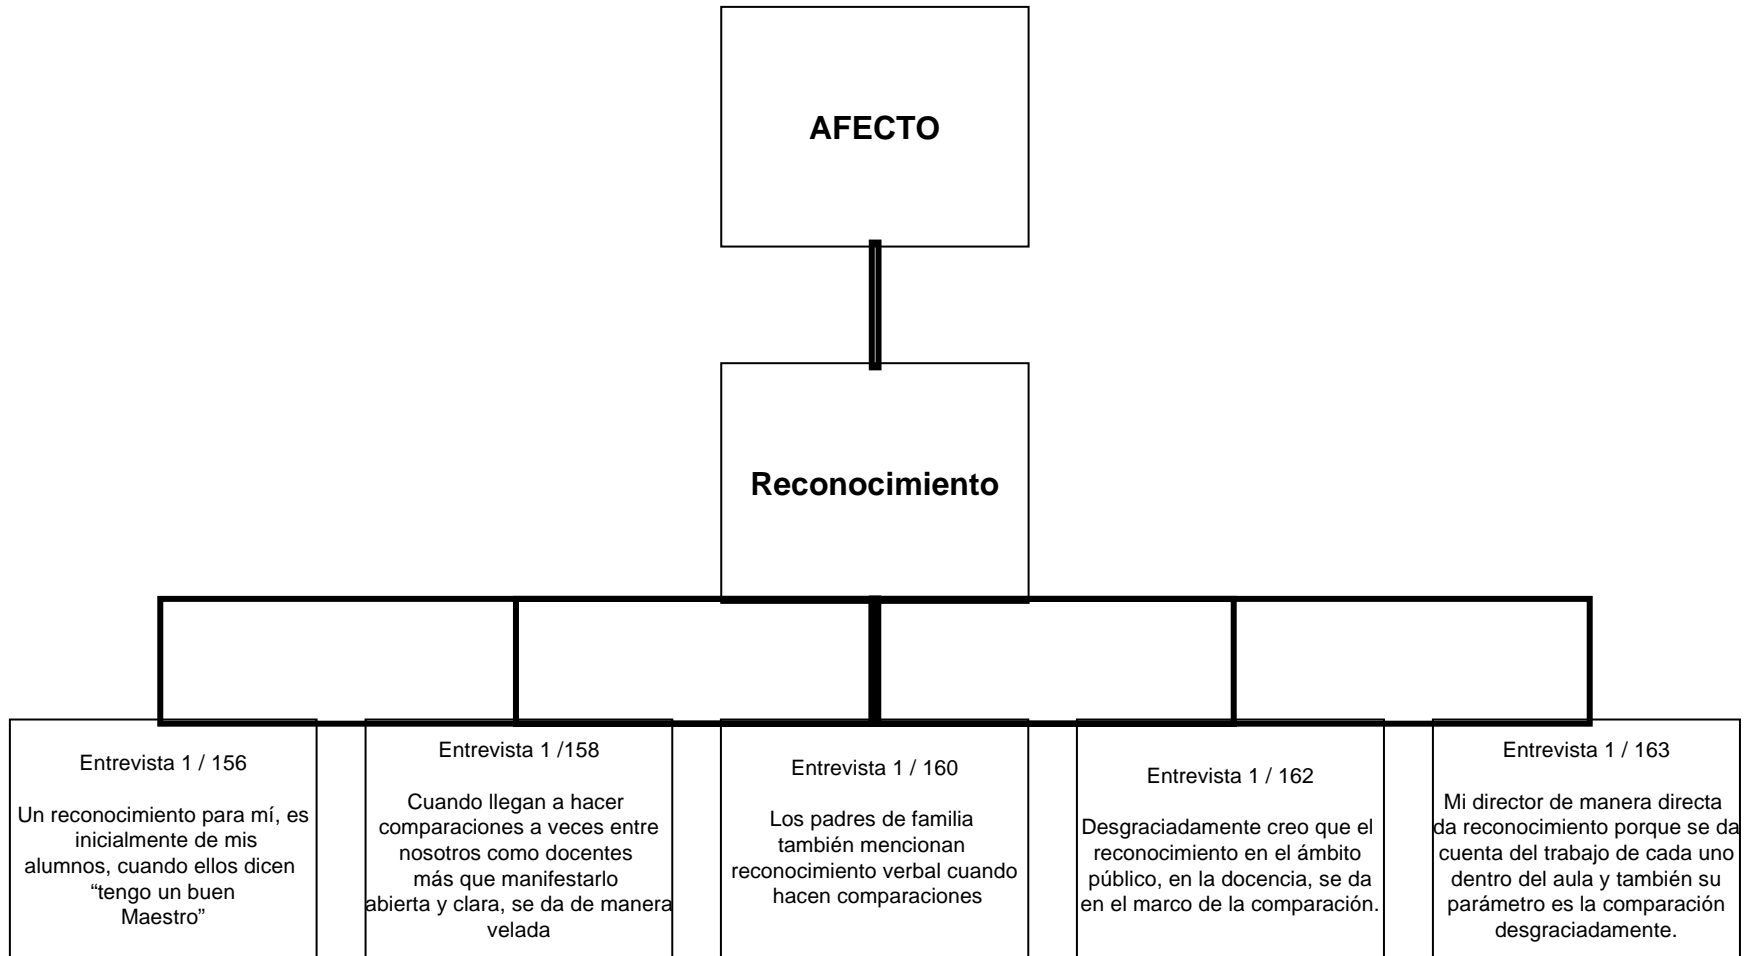 AFECTO
Reconocimiento
Entrevista 1 / 156
Un reconocimiento para mí, es
inicialmente de mis
alumnos, cuando ellos dicen
“tengo un buen
Maestro”
Entrevista 1 /158
Cuando llegan a hacer
comparaciones a veces entre
nosotros como docentes
más que manifestarlo
abierta y clara, se da de manera
velada
Entrevista 1 / 160
Los padres de familia
también mencionan
reconocimiento verbal cuando
hacen comparaciones
Entrevista 1 / 162
Desgraciadamente creo que el
reconocimiento en el ámbito
público, en la docencia, se da
en el marco de la comparación.
Entrevista 1 / 163
Mi director de manera directa
da reconocimiento porque se da
cuenta del trabajo de cada uno
dentro del aula y también su
parámetro es la comparación
desgraciadamente.